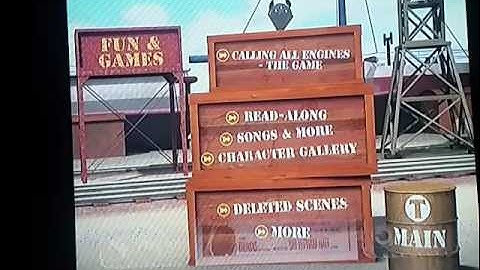 FUN &
GAMES
CALLING ALL ENGINES
- THE GAME
READ-ALONG
SONGS & MORE
CHARACTER GALLERY
DELETED SCENES
MORE
T
MAIN